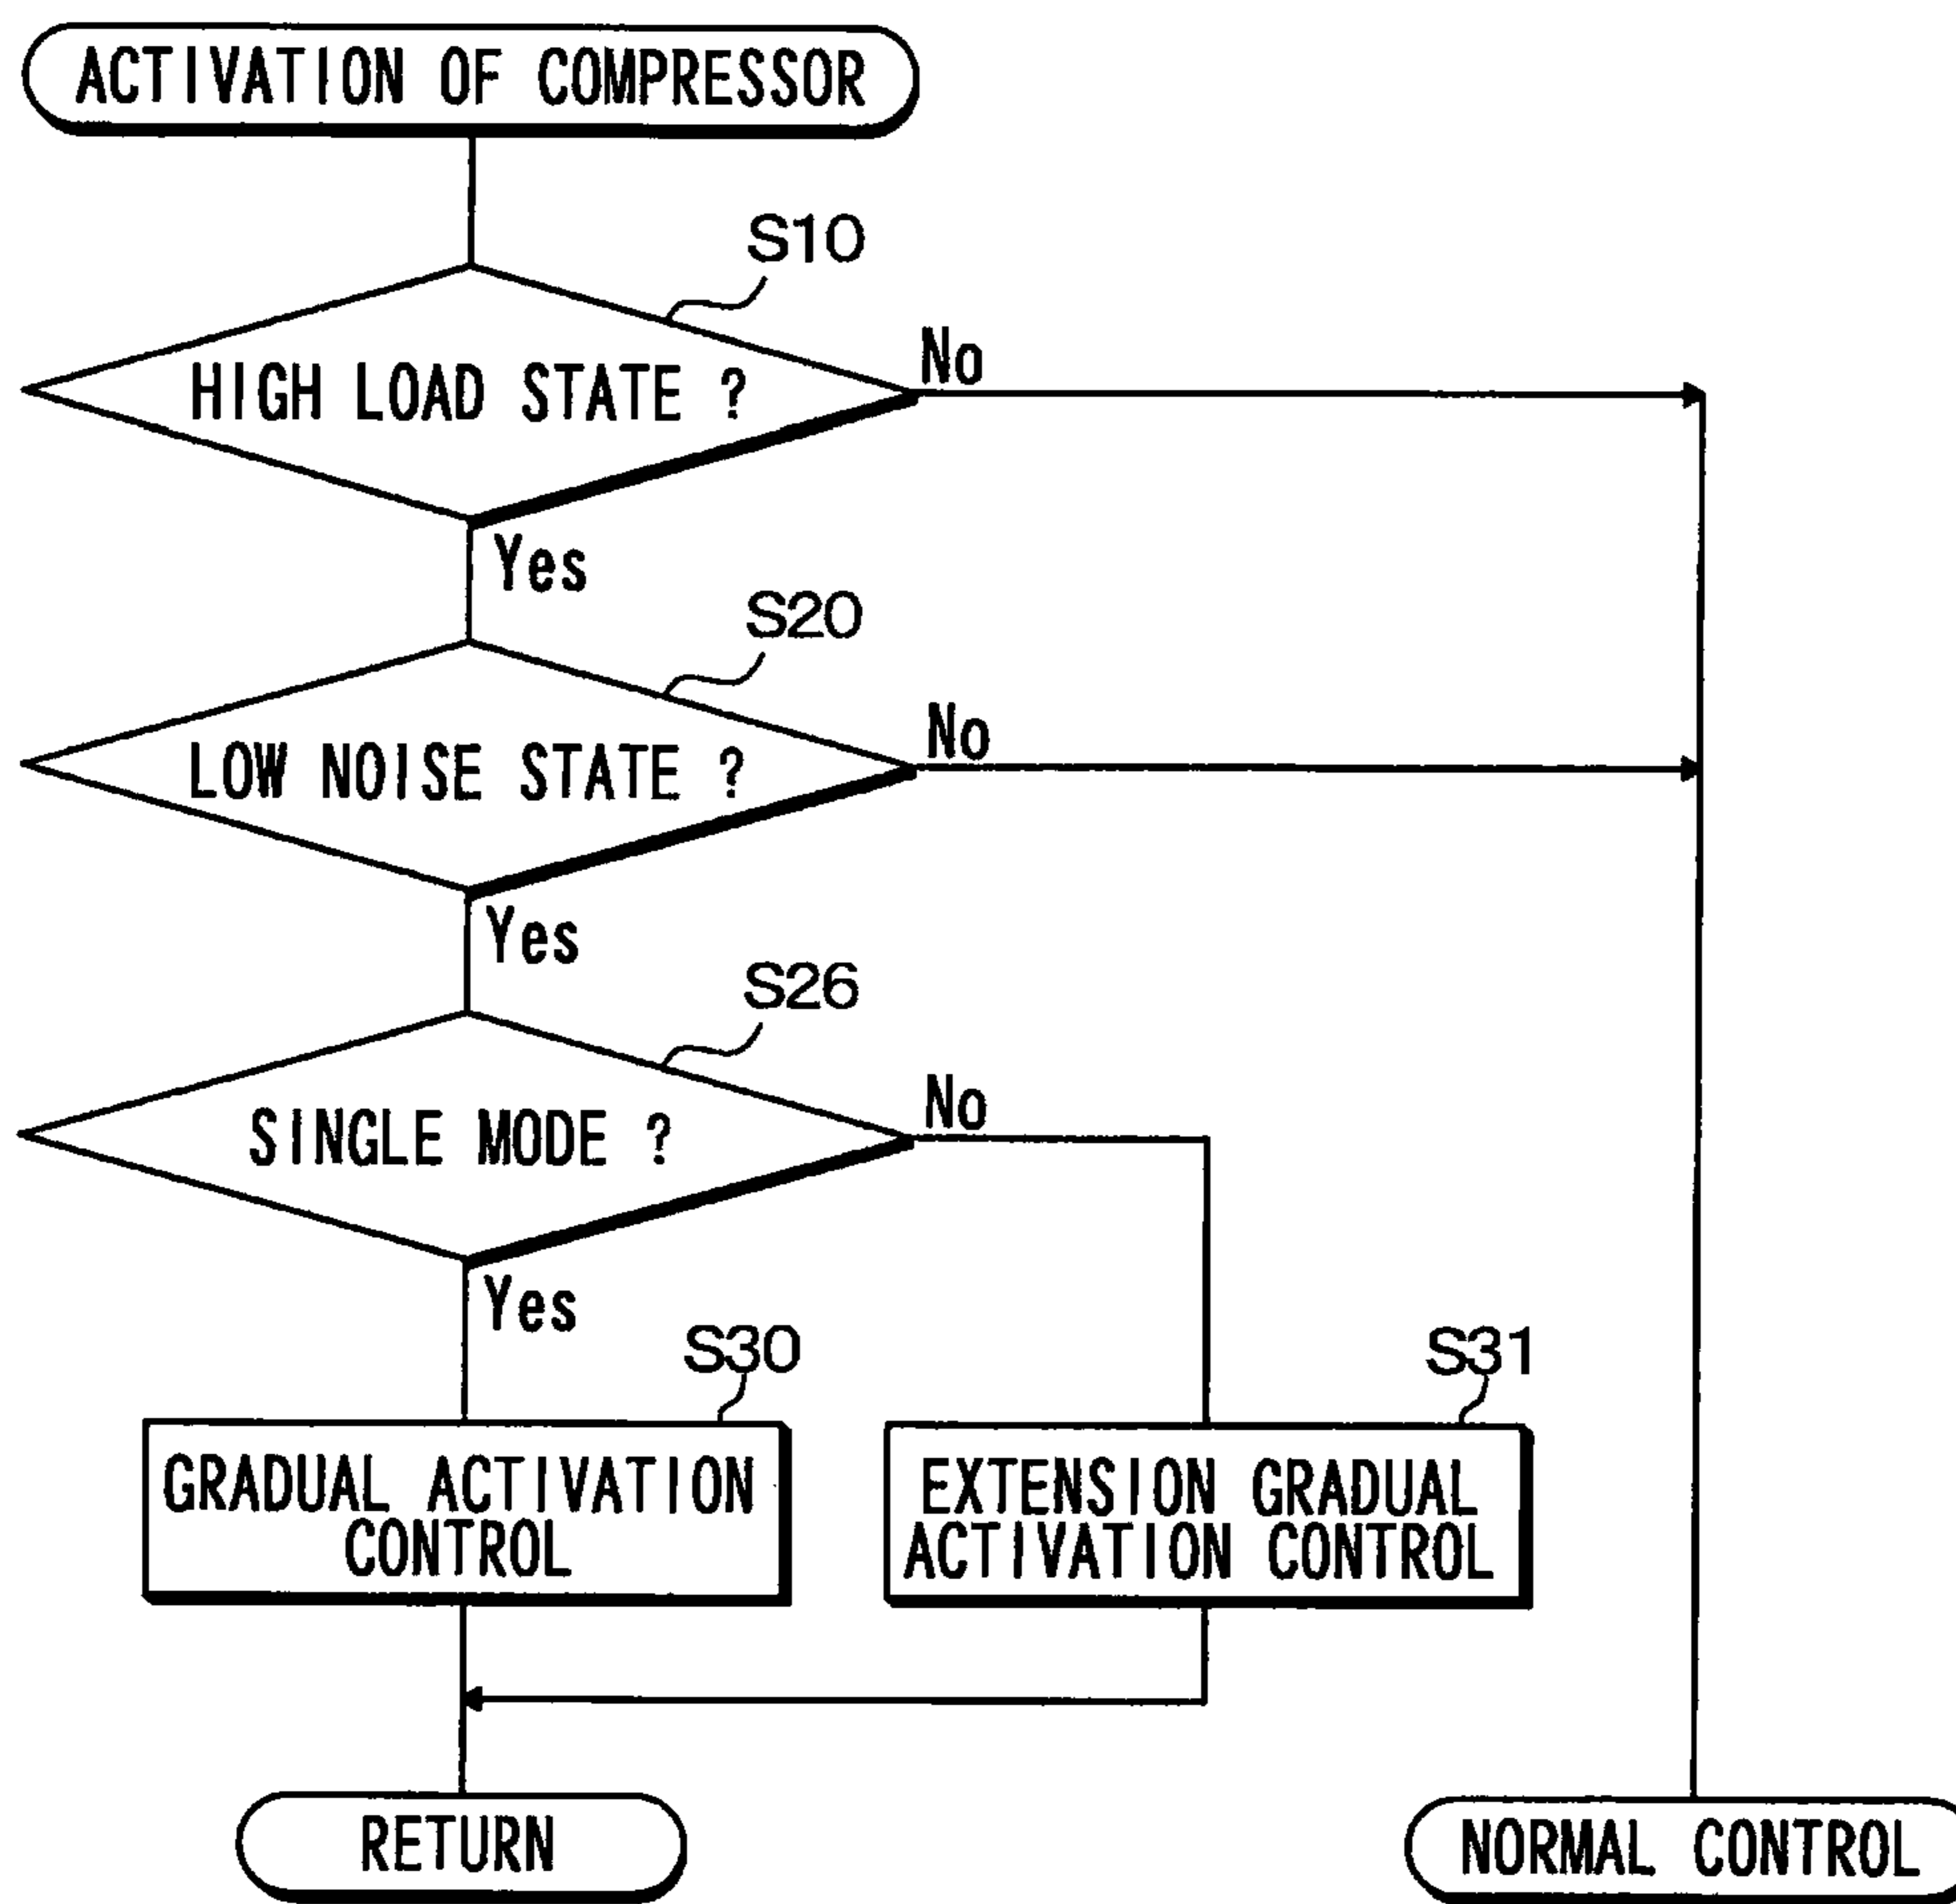 ACTIVATION OF COMPRESSOR
S10
HIGH LOAD STATE ?
No
Yes
S20
LOW NOISE STATE ?
No
Yes
S26
SINGLE MODE ?
No
Yes
S30
GRADUAL ACTIVATION
CONTROL
S31
EXTENSION GRADUAL
ACTIVATION CONTROL
RETURN
NORMAL CONTROL